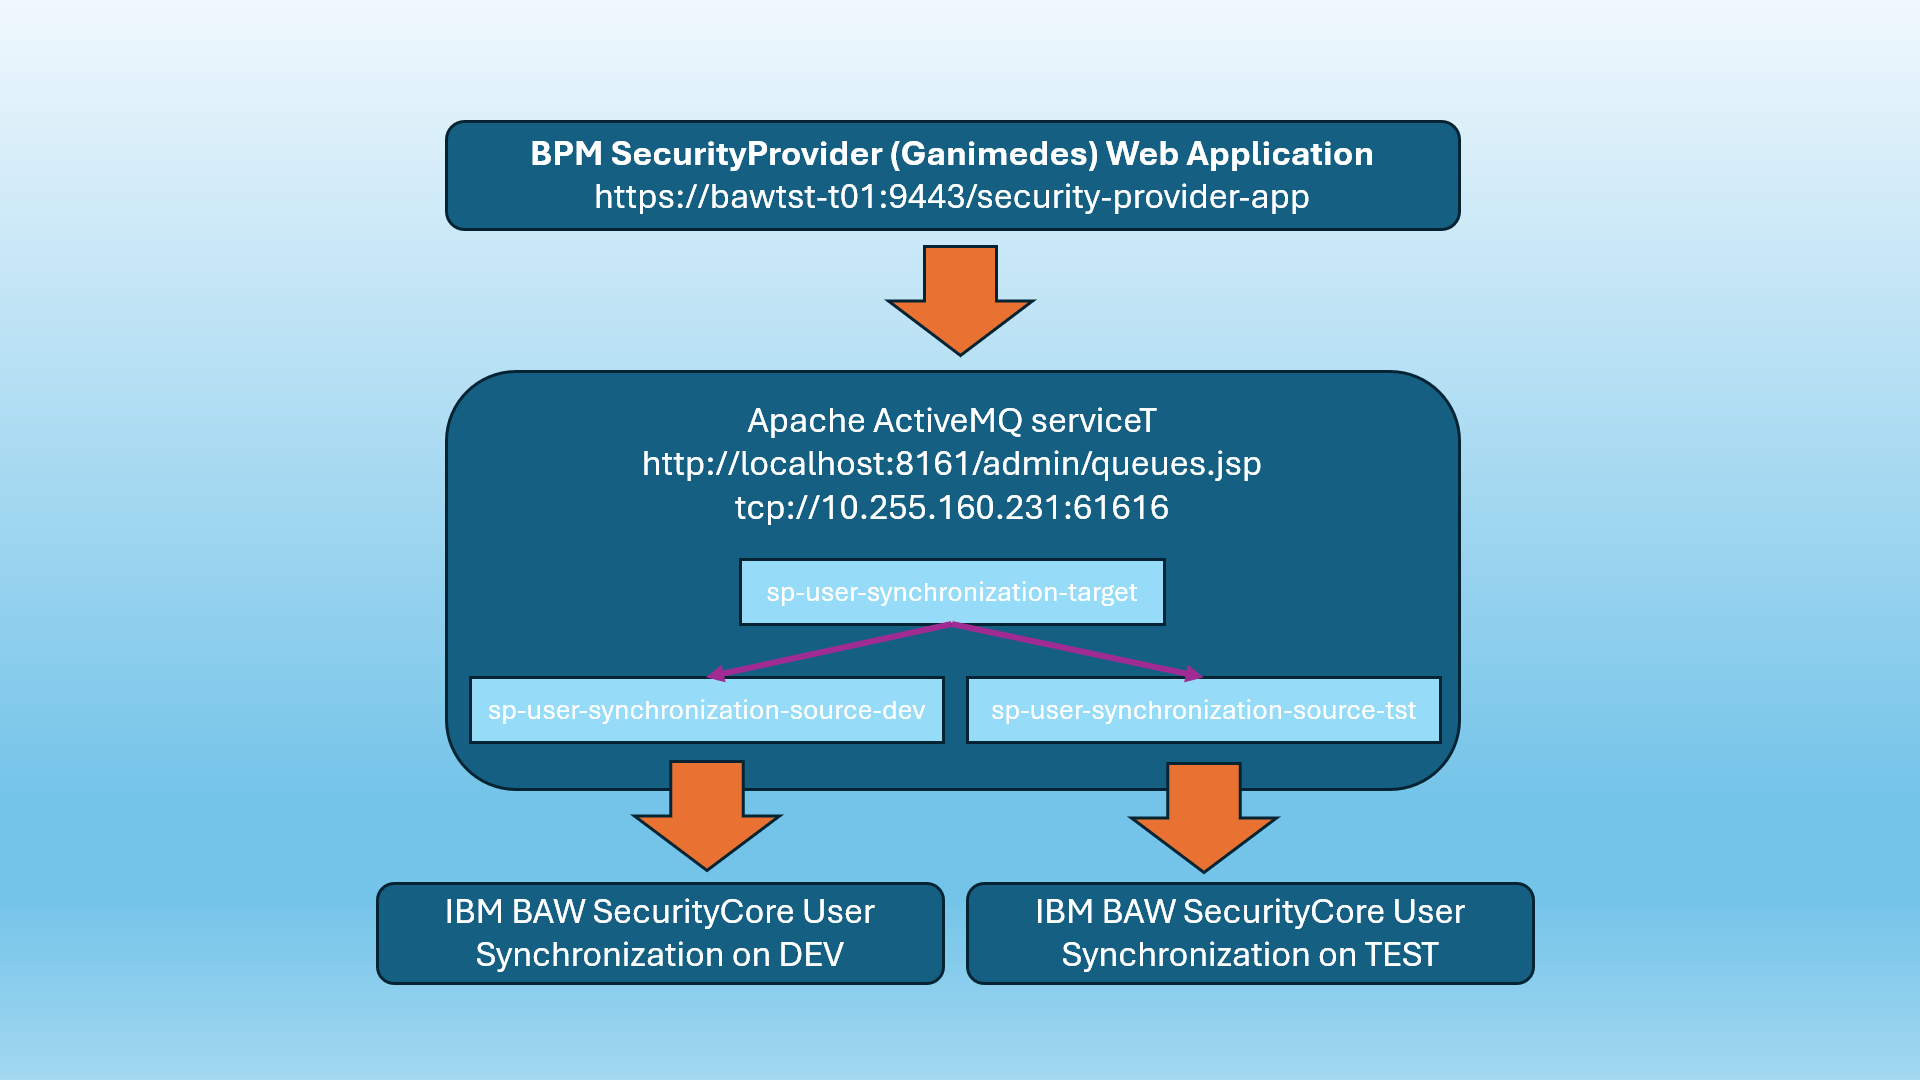 BPM SecurityProvider (Ganimedes) Web Application
https://bawtst-t01:9443/security-provider-app
Apache ActiveMQ serviceT
http://localhost:8161/admin/queues.jsp
tcp://10.255.160.231:61616
sp-user-synchronization-target
sp-user-synchronization-source-dev
sp-user-synchronization-source-tst
IBM BAW SecurityCore User
Synchronization on DEV
IBM BAW SecurityCore User
Synchronization on TEST